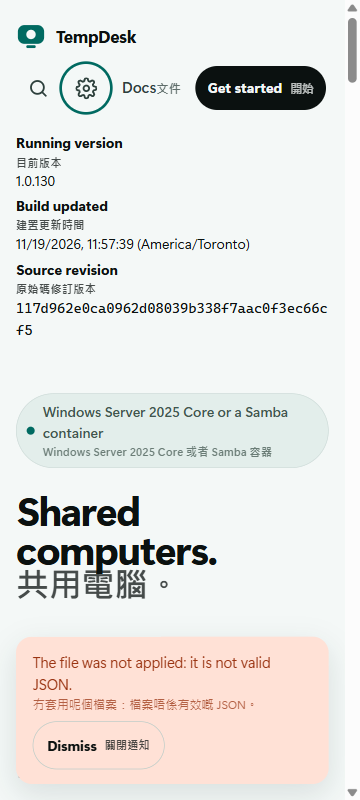 TempDesk
Docs文件
Get started 開始
Running version
目前版本
1.0.130
Build updated
建置更新時間
11/19/2026, 11:57:39 (America/Toronto)
Source revision
原始碼修訂版本
117d962e0ca0962d08039b338f7aac0f3ec66c
f5
Windows Server 2025 Core or a Samba
container
Windows Server 2025 Core 或者 Samba 容器
Shared
computers.
共用電腦。
The file was not applied: it is not valid
JSON.
冇套用呢個檔案：檔案唔係有效嘅 JSON。
Dismiss 關閉通知